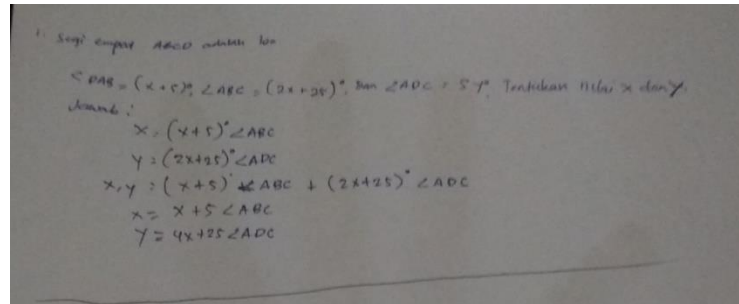 1. Segi empat ABCD adalah
<DAB = (x+5)°, ∠ABC = (2x+25)°, dan ∠ADC = 5y°. Tentukan nilai x dan y.
Jawab :
x = (x+5)° ∠ABC
y = (2x+25)° ∠ADC
x,y = (x+5)° ∠ABC + (2x+25)° ∠ADC
x = x+5 ∠ABC
y = 4x+25 ∠ADC